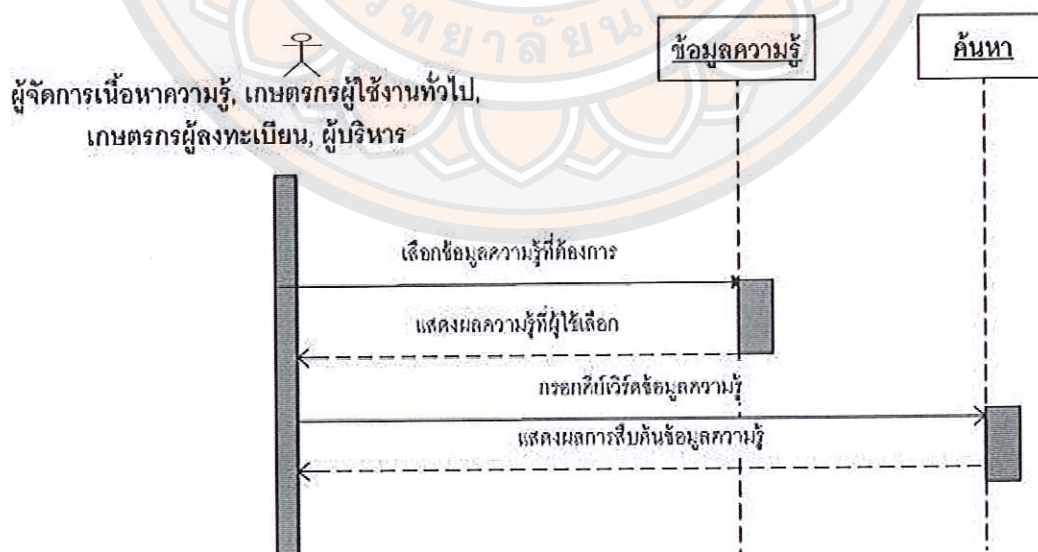 วิทยาลัยน
ข้อมูลความรู้
ค้นหา
ผู้จัดการเนื้อหาความรู้, เกษตรกรผู้ใช้งานทั่วไป,
เกษตรกรผู้ลงทะเบียน, ผู้บริหาร
เลือกข้อมูลความรู้ที่ต้องการ
แสดงผลความรู้ที่ผู้ใช้เลือก
กรอกคีย์เวิร์ดข้อมูลความรู้
แสดงผลการสืบค้นข้อมูลความรู้